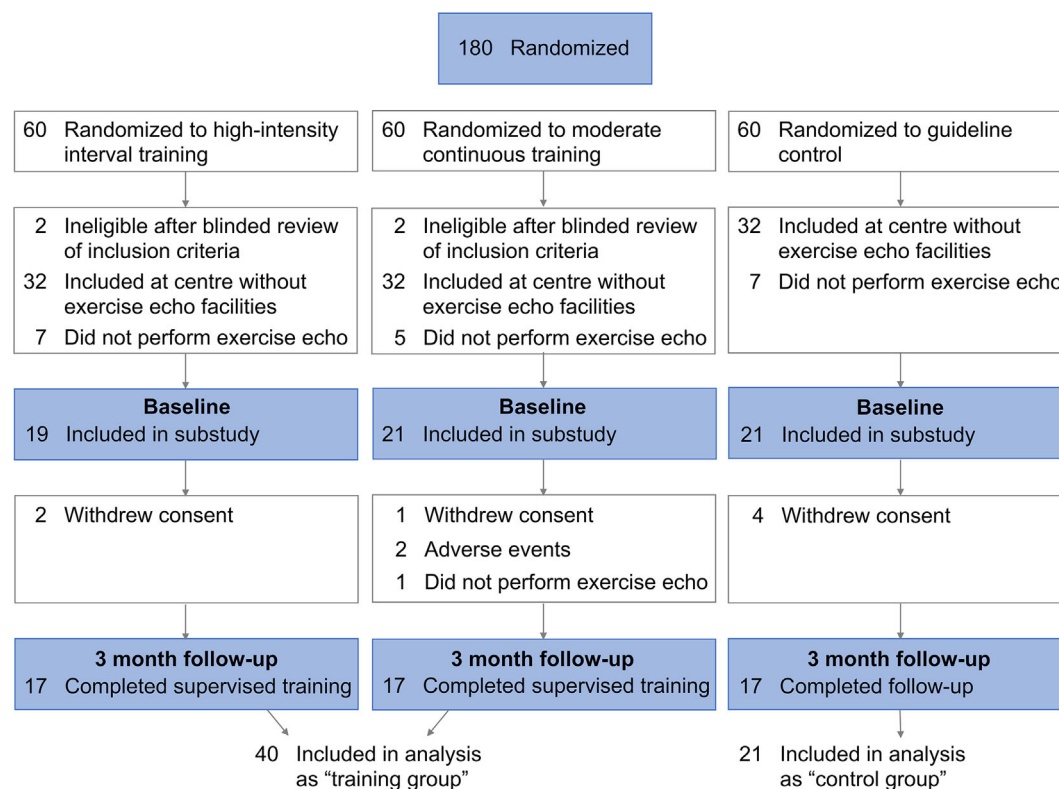 180 Randomized
60 Randomized to high-intensity
interval training
60 Randomized to moderate
continuous training
60 Randomized to guideline
control
2 Ineligible after blinded review
of inclusion criteria
32 Included at centre without
exercise echo facilities
7 Did not perform exercise echo
2 Ineligible after blinded review
of inclusion criteria
32 Included at centre without
exercise echo facilities
5 Did not perform exercise echo
32 Included at centre without
exercise echo facilities
7 Did not perform exercise echo
Baseline
19 Included in substudy
Baseline
21 Included in substudy
Baseline
21 Included in substudy
2 Withdrew consent
1 Withdrew consent
2 Adverse events
1 Did not perform exercise echo
4 Withdrew consent
3 month follow-up
17 Completed supervised training
3 month follow-up
17 Completed supervised training
3 month follow-up
17 Completed follow-up
40 Included in analysis
as “training group”
21 Included in analysis
as “control group”